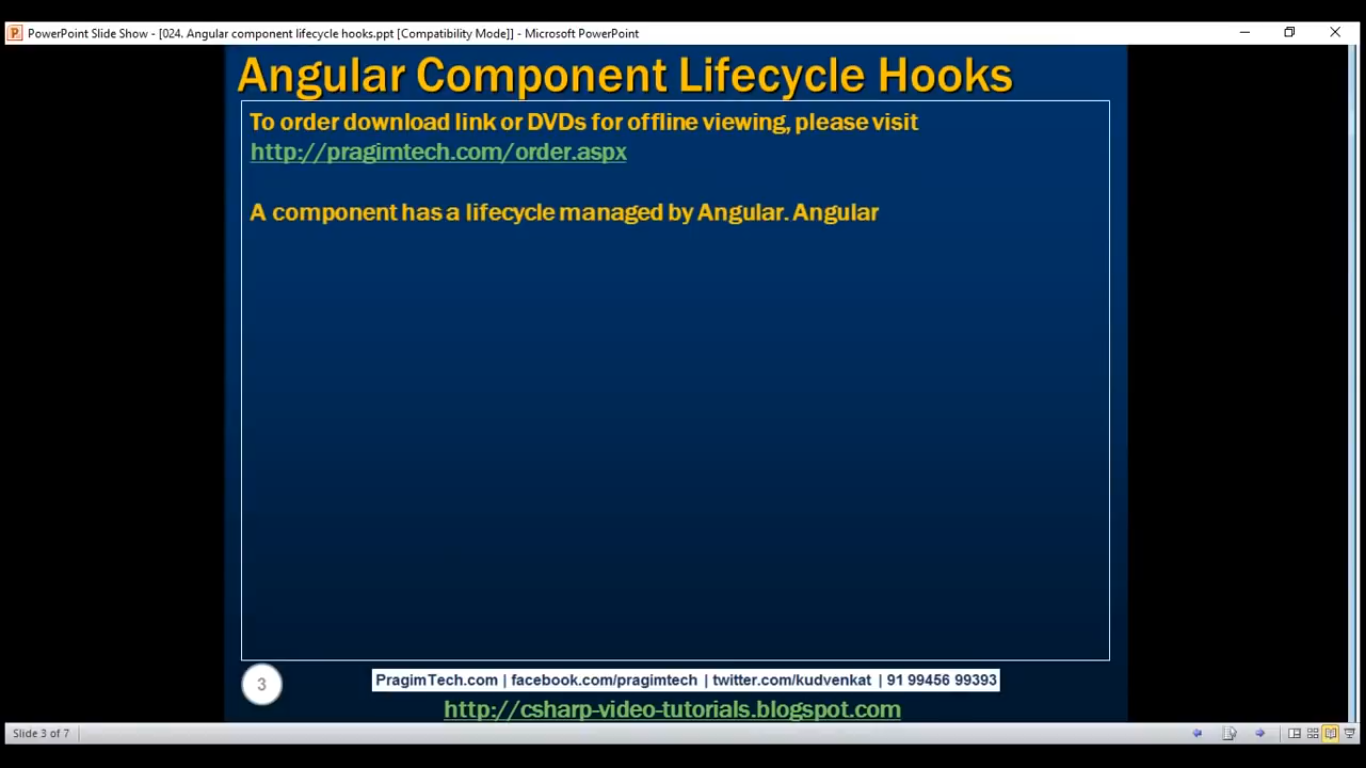 PowerPoint Slide Show - [024. Angular component lifecycle hooks.ppt [Compatibility Mode]] - Microsoft PowerPoint
Angular Component Lifecycle Hooks
To order download link or DVDs for offline viewing, please visit
http://pragimtech.com/order.aspx
A component has a lifecycle managed by Angular. Angular
3
PragimTech.com | facebook.com/pragimtech | twitter.com/kudvenkat | 91 99456 99393
http://csharp-video-tutorials.blogspot.com
Slide 3 of 7